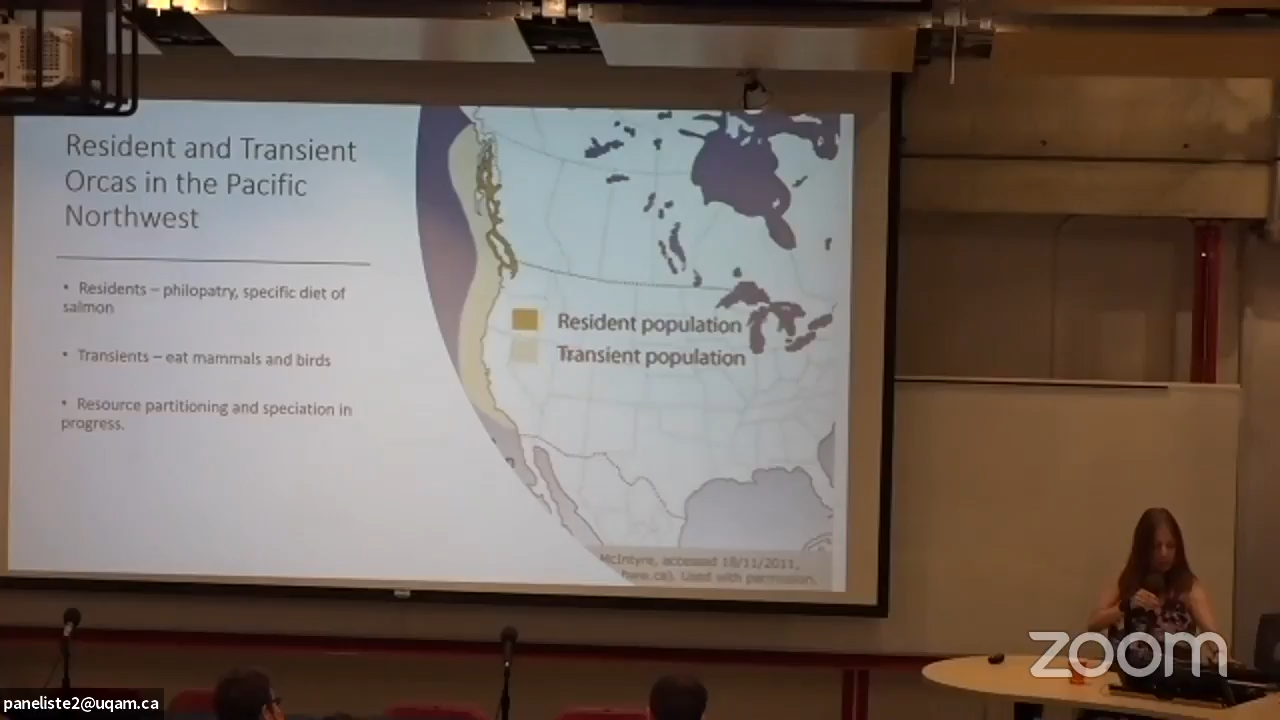 Resident and Transient
Orcas in the Pacific
Northwest
• Residents – philopatry, specific diet of
salmon
• Transients – eat mammals and birds
• Resource partitioning and speciation in
progress.
Resident population
Transient population
McIntyre, accessed 18/11/2011,
Used with permission.
zoom
paneliste2@uqam.ca